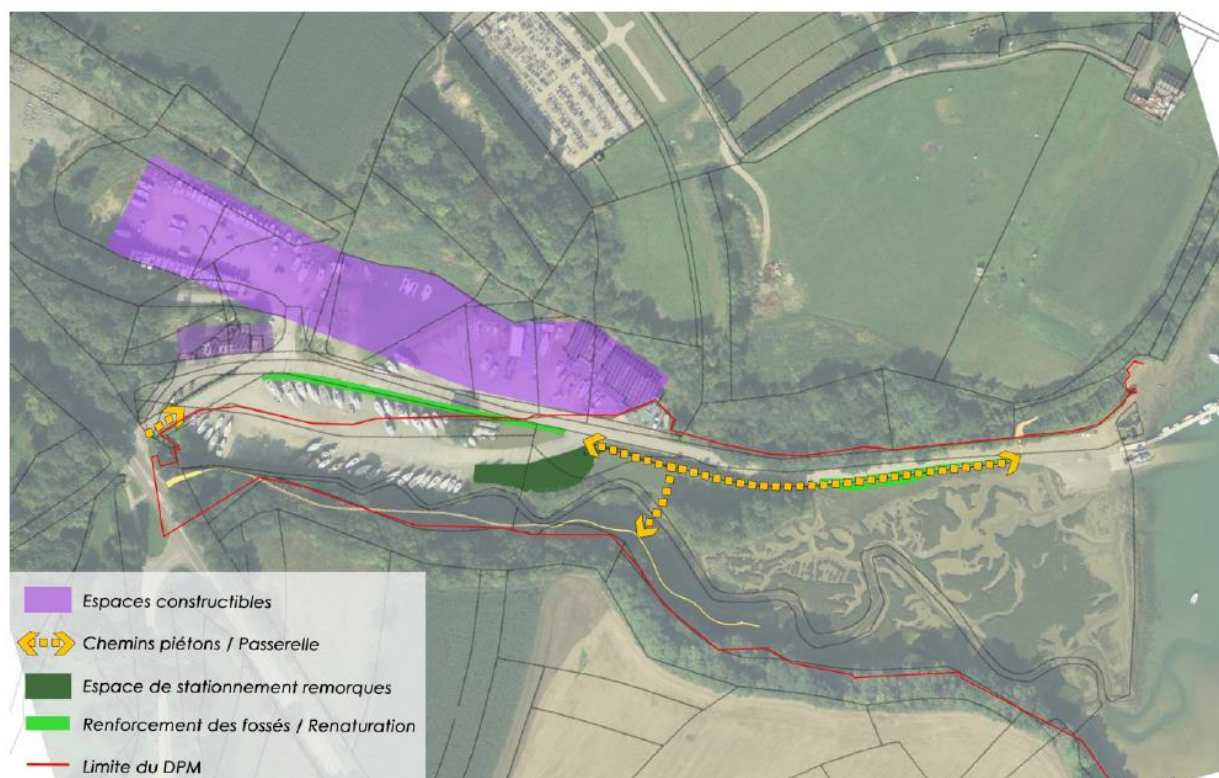 Espaces constructibles
Chemins piétons / Passerelle
Espace de stationnement remorques
Renforcement des fossés / Renaturation
Limite du DPM